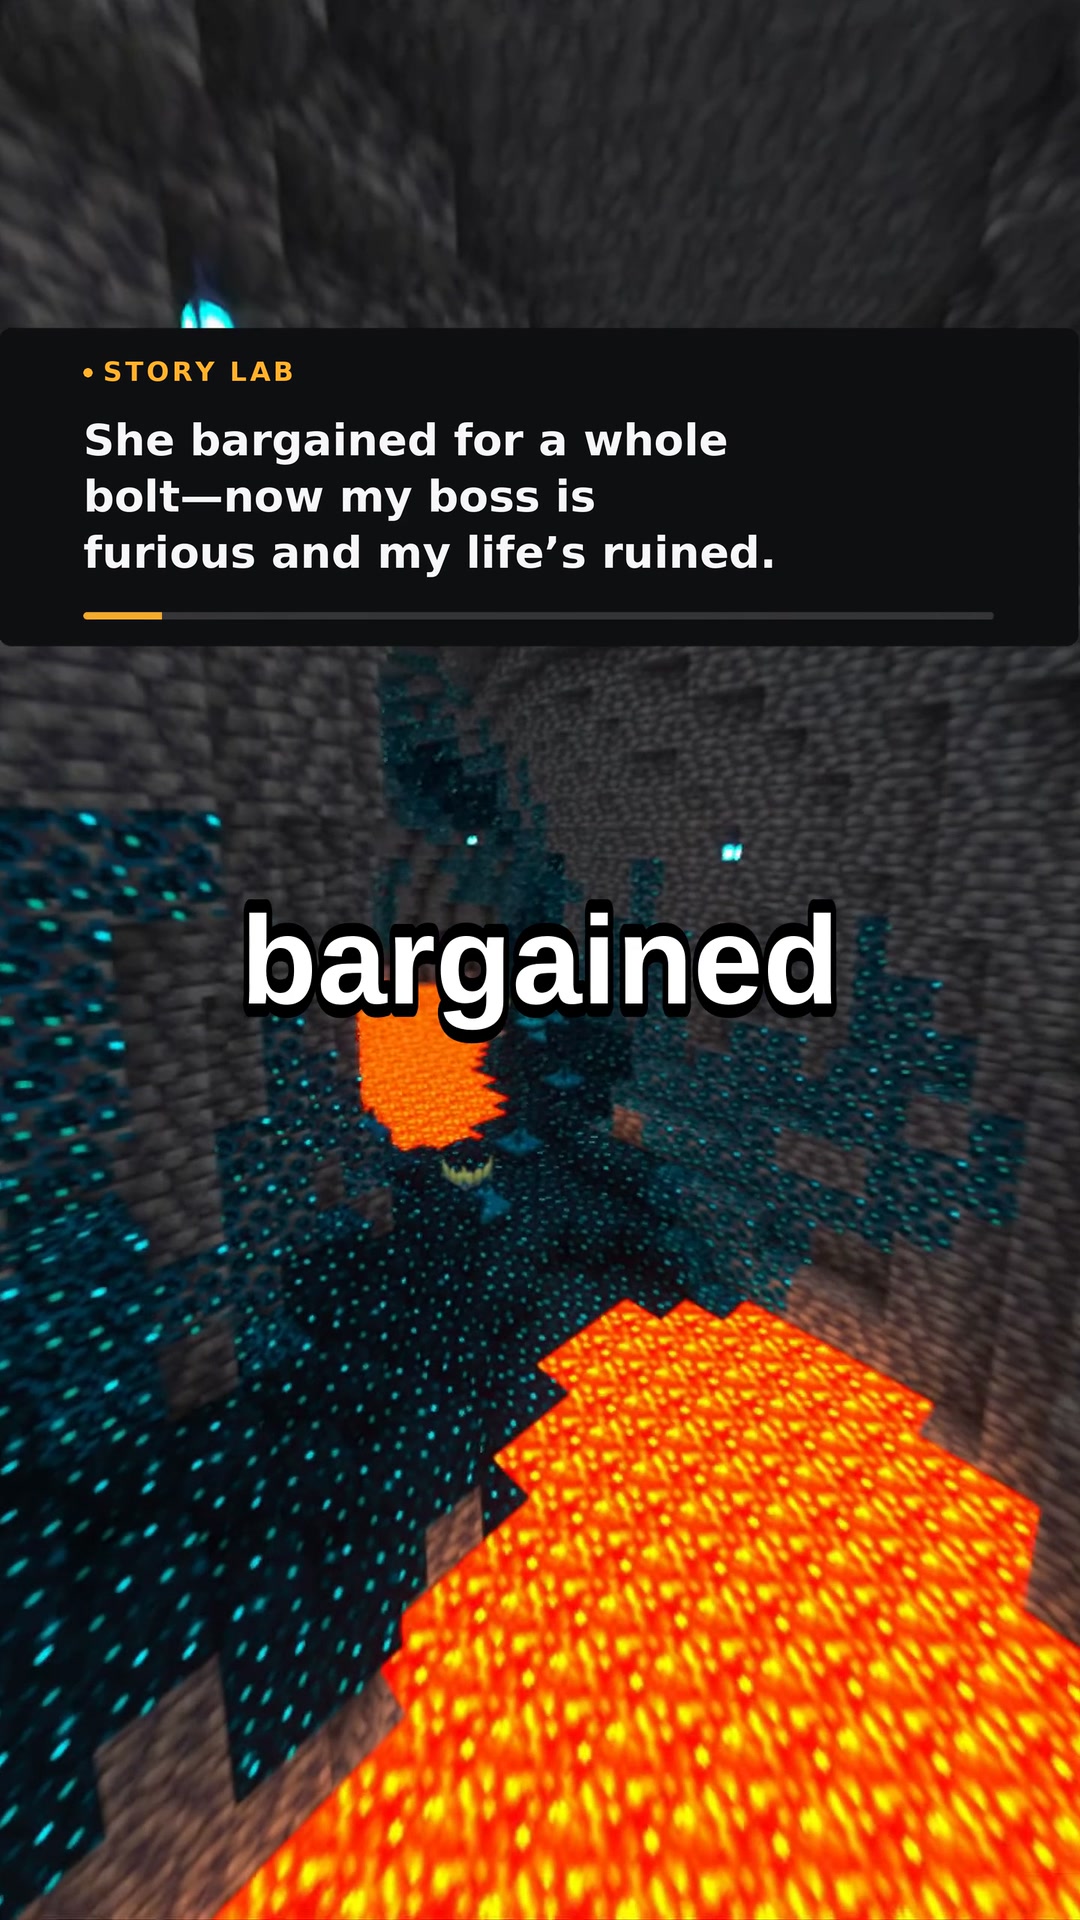 • STORY LAB
She bargained for a whole
bolt—now my boss is
furious and my life’s ruined.
bargained